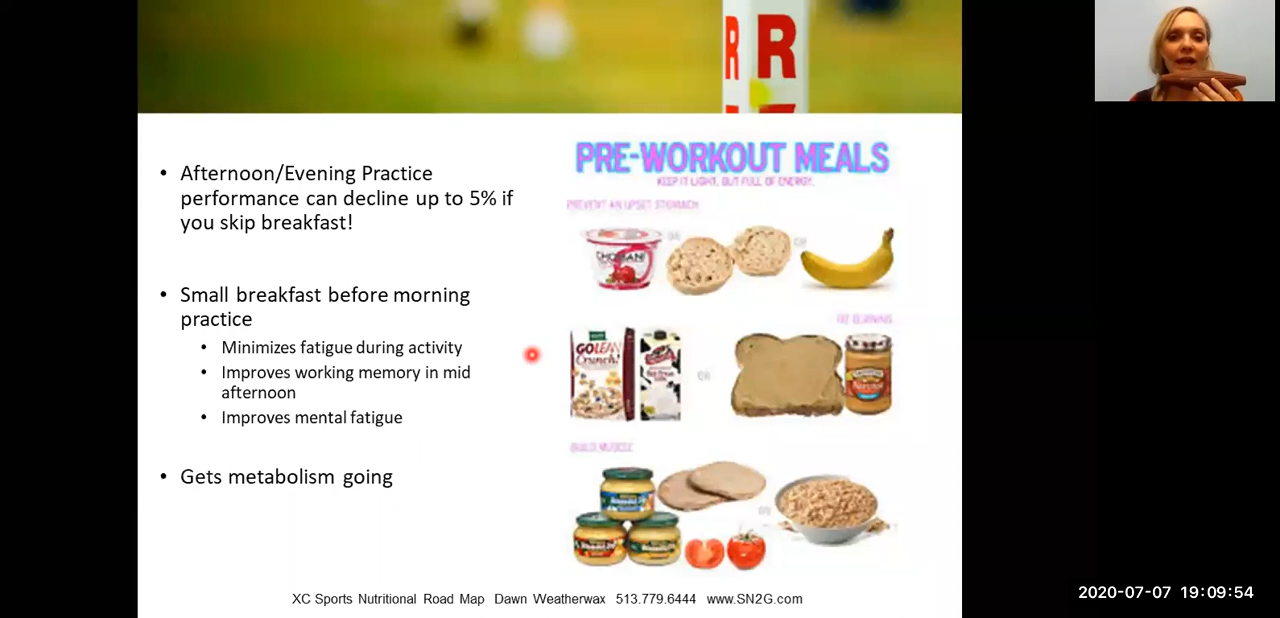 R R
• Afternoon/Evening Practice
performance can decline up to 5% if
you skip breakfast!
• Small breakfast before morning
practice
• Minimizes fatigue during activity
• Improves working memory in mid
afternoon
• Improves mental fatigue
• Gets metabolism going
PRE-WORKOUT MEALS
KEEP IT LIGHT, BUT FULL OF ENERGY.
PREVENT AN UPSET STOMACH
OR
OR
CHOBANI
GO BURNING
GOLEAN
Crunch!
OR
BUILD MUSCLE
OR
XC Sports Nutritional Road Map Dawn Weatherwax 513.779.6444 www.SN2G.com
2020-07-07 19:09:54